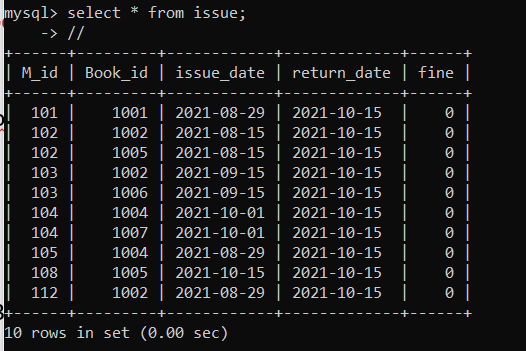 mysql> select * from issue;
    -> //
+------+---------+------------+-------------+------+
| M_id | Book_id | issue_date | return_date | fine |
+------+---------+------------+-------------+------+
|  101 |    1001 | 2021-08-29 | 2021-10-15  |    0 |
|  102 |    1002 | 2021-08-15 | 2021-10-15  |    0 |
|  102 |    1005 | 2021-08-15 | 2021-10-15  |    0 |
|  103 |    1002 | 2021-09-15 | 2021-10-15  |    0 |
|  103 |    1006 | 2021-09-15 | 2021-10-15  |    0 |
|  104 |    1004 | 2021-10-01 | 2021-10-15  |    0 |
|  104 |    1007 | 2021-10-01 | 2021-10-15  |    0 |
|  105 |    1004 | 2021-08-29 | 2021-10-15  |    0 |
|  108 |    1005 | 2021-10-15 | 2021-10-15  |    0 |
|  112 |    1002 | 2021-08-29 | 2021-10-15  |    0 |
+------+---------+------------+-------------+------+
10 rows in set (0.00 sec)